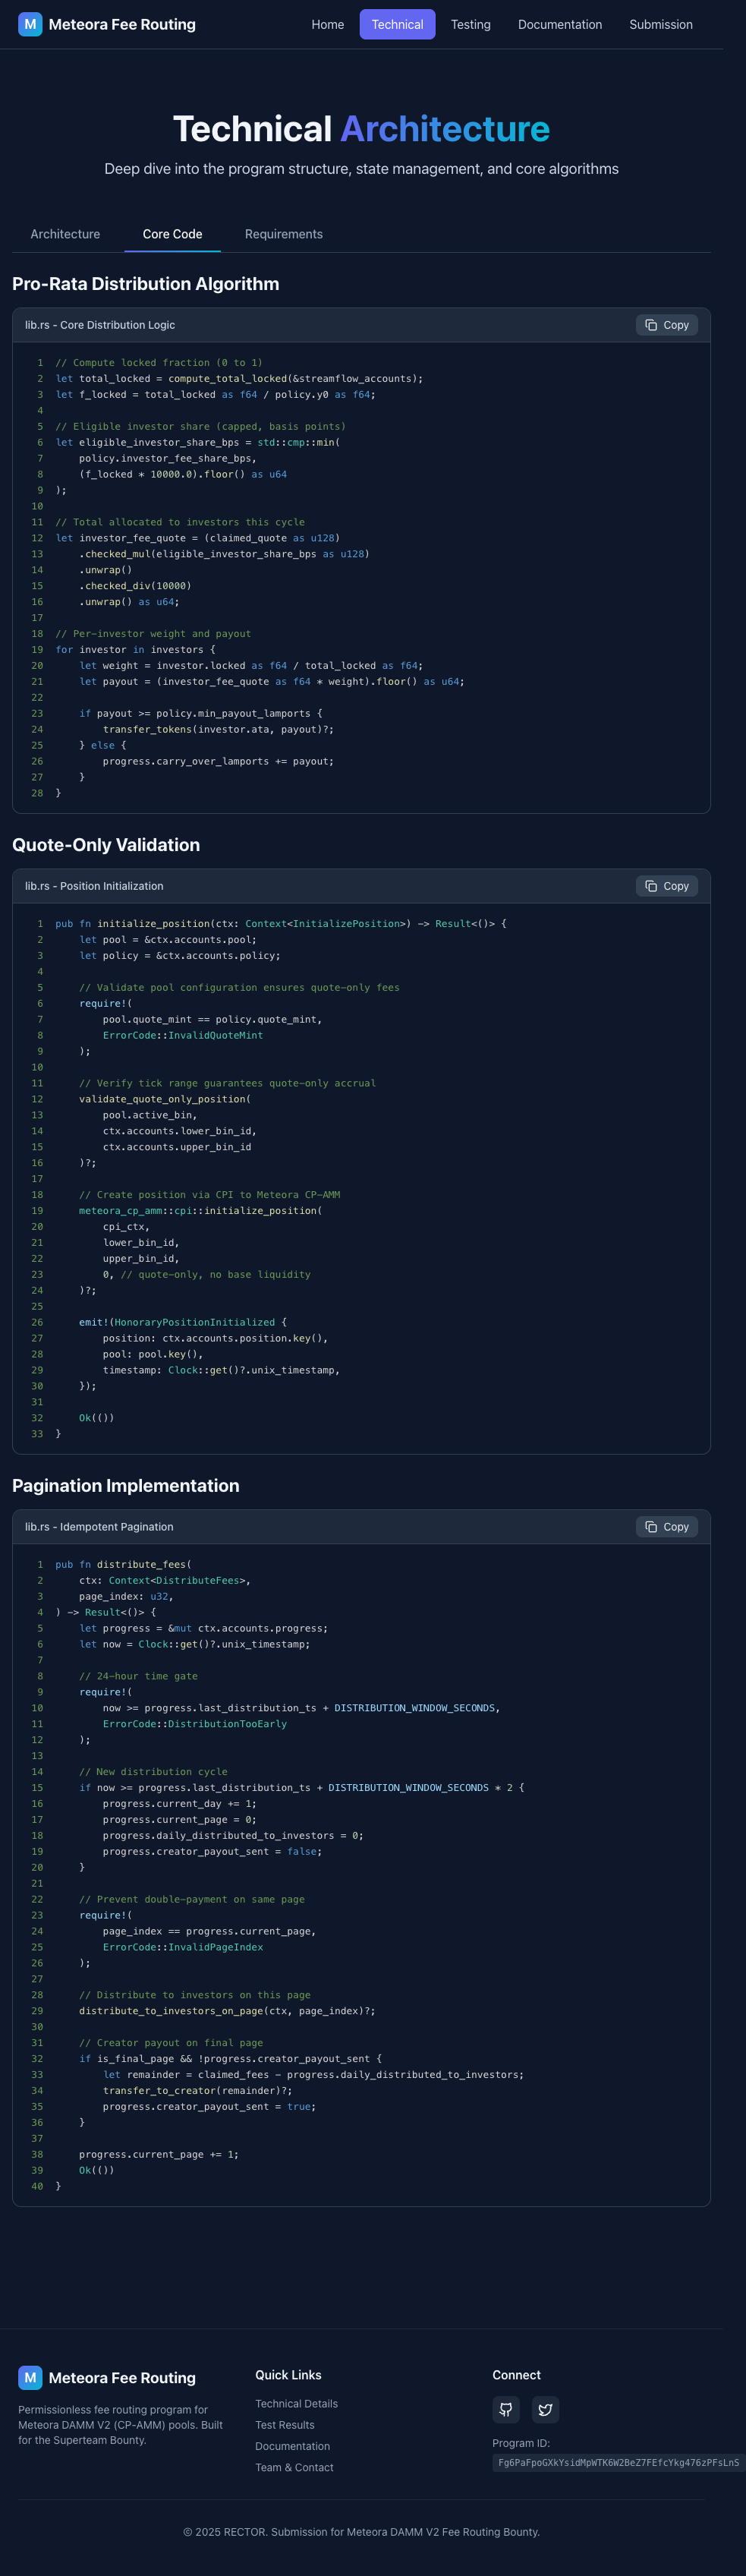 M Meteora Fee Routing
Home Technical Testing Documentation Submission
Technical Architecture
Deep dive into the program structure, state management, and core algorithms
Architecture Core Code Requirements
Pro-Rata Distribution Algorithm
lib.rs - Core Distribution Logic Copy
1 // Compute locked fraction (0 to 1)
2 let total_locked = compute_total_locked(&streamflow_accounts);
3 let f_locked = total_locked as f64 / policy.y0 as f64;
4
5 // Eligible investor share (capped, basis points)
6 let eligible_investor_share_bps = std::cmp::min(
7     policy.investor_fee_share_bps,
8     (f_locked * 10000.0).floor() as u64
9 );
10
11 // Total allocated to investors this cycle
12 let investor_fee_quote = (claimed_quote as u128)
13     .checked_mul(eligible_investor_share_bps as u128)
14     .unwrap()
15     .checked_div(10000)
16     .unwrap() as u64;
17
18 // Per-investor weight and payout
19 for investor in investors {
20     let weight = investor.locked as f64 / total_locked as f64;
21     let payout = (investor_fee_quote as f64 * weight).floor() as u64;
22
23     if payout >= policy.min_payout_lamports {
24         transfer_tokens(investor.ata, payout)?;
25     } else {
26         progress.carry_over_lamports += payout;
27     }
28 }
Quote-Only Validation
lib.rs - Position Initialization Copy
1 pub fn initialize_position(ctx: Context<InitializePosition>) -> Result<()> {
2     let pool = &ctx.accounts.pool;
3     let policy = &ctx.accounts.policy;
4
5     // Validate pool configuration ensures quote-only fees
6     require!(
7         pool.quote_mint == policy.quote_mint,
8         ErrorCode::InvalidQuoteMint
9     );
10
11     // Verify tick range guarantees quote-only accrual
12     validate_quote_only_position(
13         pool.active_bin,
14         ctx.accounts.lower_bin_id,
15         ctx.accounts.upper_bin_id
16     )?;
17
18     // Create position via CPI to Meteora CP-AMM
19     meteora_cp_amm::cpi::initialize_position(
20         cpi_ctx,
21         lower_bin_id,
22         upper_bin_id,
23         0, // quote-only, no base liquidity
24     )?;
25
26     emit!(HonoraryPositionInitialized {
27         position: ctx.accounts.position.key(),
28         pool: pool.key(),
29         timestamp: Clock::get()?.unix_timestamp,
30     });
31
32     Ok(())
33 }
Pagination Implementation
lib.rs - Idempotent Pagination Copy
1 pub fn distribute_fees(
2     ctx: Context<DistributeFees>,
3     page_index: u32,
4 ) -> Result<()> {
5     let progress = &mut ctx.accounts.progress;
6     let now = Clock::get()?.unix_timestamp;
7
8     // 24-hour time gate
9     require!(
10         now >= progress.last_distribution_ts + DISTRIBUTION_WINDOW_SECONDS,
11         ErrorCode::DistributionTooEarly
12     );
13
14     // New distribution cycle
15     if now >= progress.last_distribution_ts + DISTRIBUTION_WINDOW_SECONDS * 2 {
16         progress.current_day += 1;
17         progress.current_page = 0;
18         progress.daily_distributed_to_investors = 0;
19         progress.creator_payout_sent = false;
20     }
21
22     // Prevent double-payment on same page
23     require!(
24         page_index == progress.current_page,
25         ErrorCode::InvalidPageIndex
26     );
27
28     // Distribute to investors on this page
29     distribute_to_investors_on_page(ctx, page_index)?;
30
31     // Creator payout on final page
32     if is_final_page && !progress.creator_payout_sent {
33         let remainder = claimed_fees - progress.daily_distributed_to_investors;
34         transfer_to_creator(remainder)?;
35         progress.creator_payout_sent = true;
36     }
37
38     progress.current_page += 1;
39     Ok(())
40 }
M Meteora Fee Routing
Permissionless fee routing program for
Meteora DAMM V2 (CP-AMM) pools. Built
for the Superteam Bounty.
Quick Links
Technical Details
Test Results
Documentation
Team & Contact
Connect
Program ID:
Fg6PaFpoGXkYsidMpWTK6W2BeZ7FEfcYkg476zPFsLnS
© 2025 RECTOR. Submission for Meteora DAMM V2 Fee Routing Bounty.